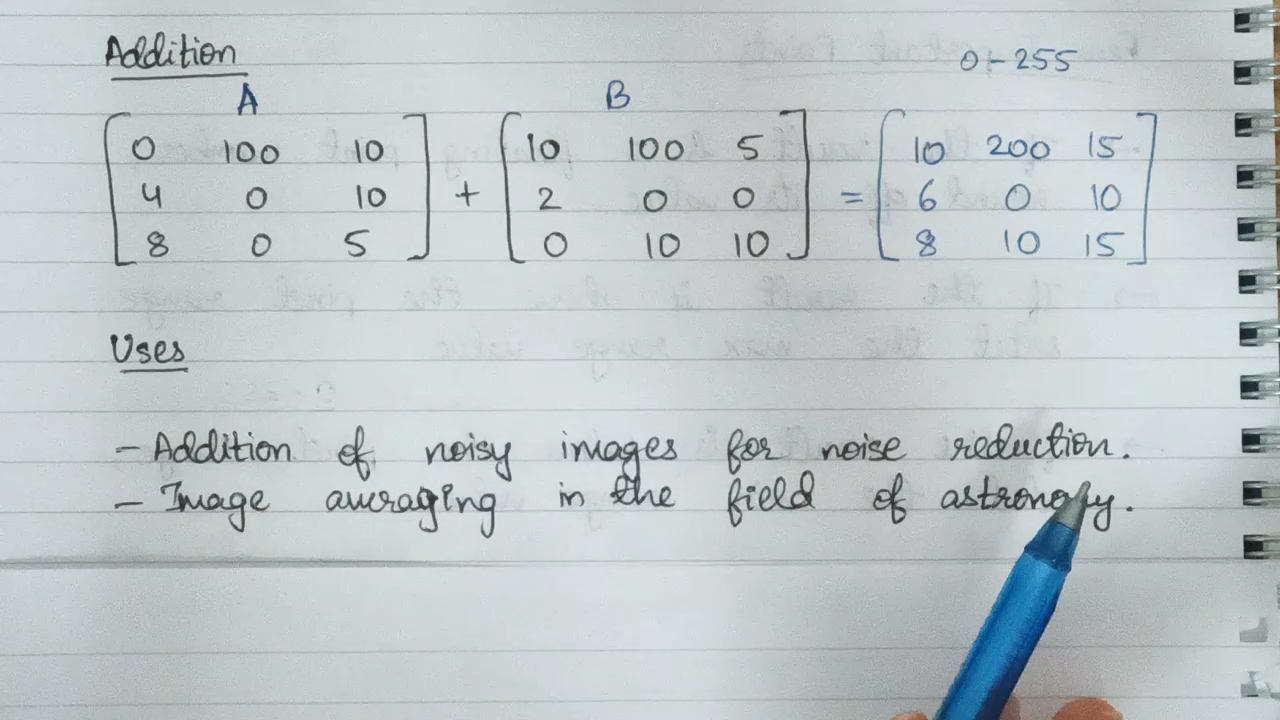 Addition
0-255
A B
0 100 10 10 100 5 10 200 15
4 0 10 + 2 0 0 = 6 0 10
8 0 5 0 10 10 8 10 15
Uses
- Addition of noisy images for noise reduction.
- Image averaging in the field of astronomy.